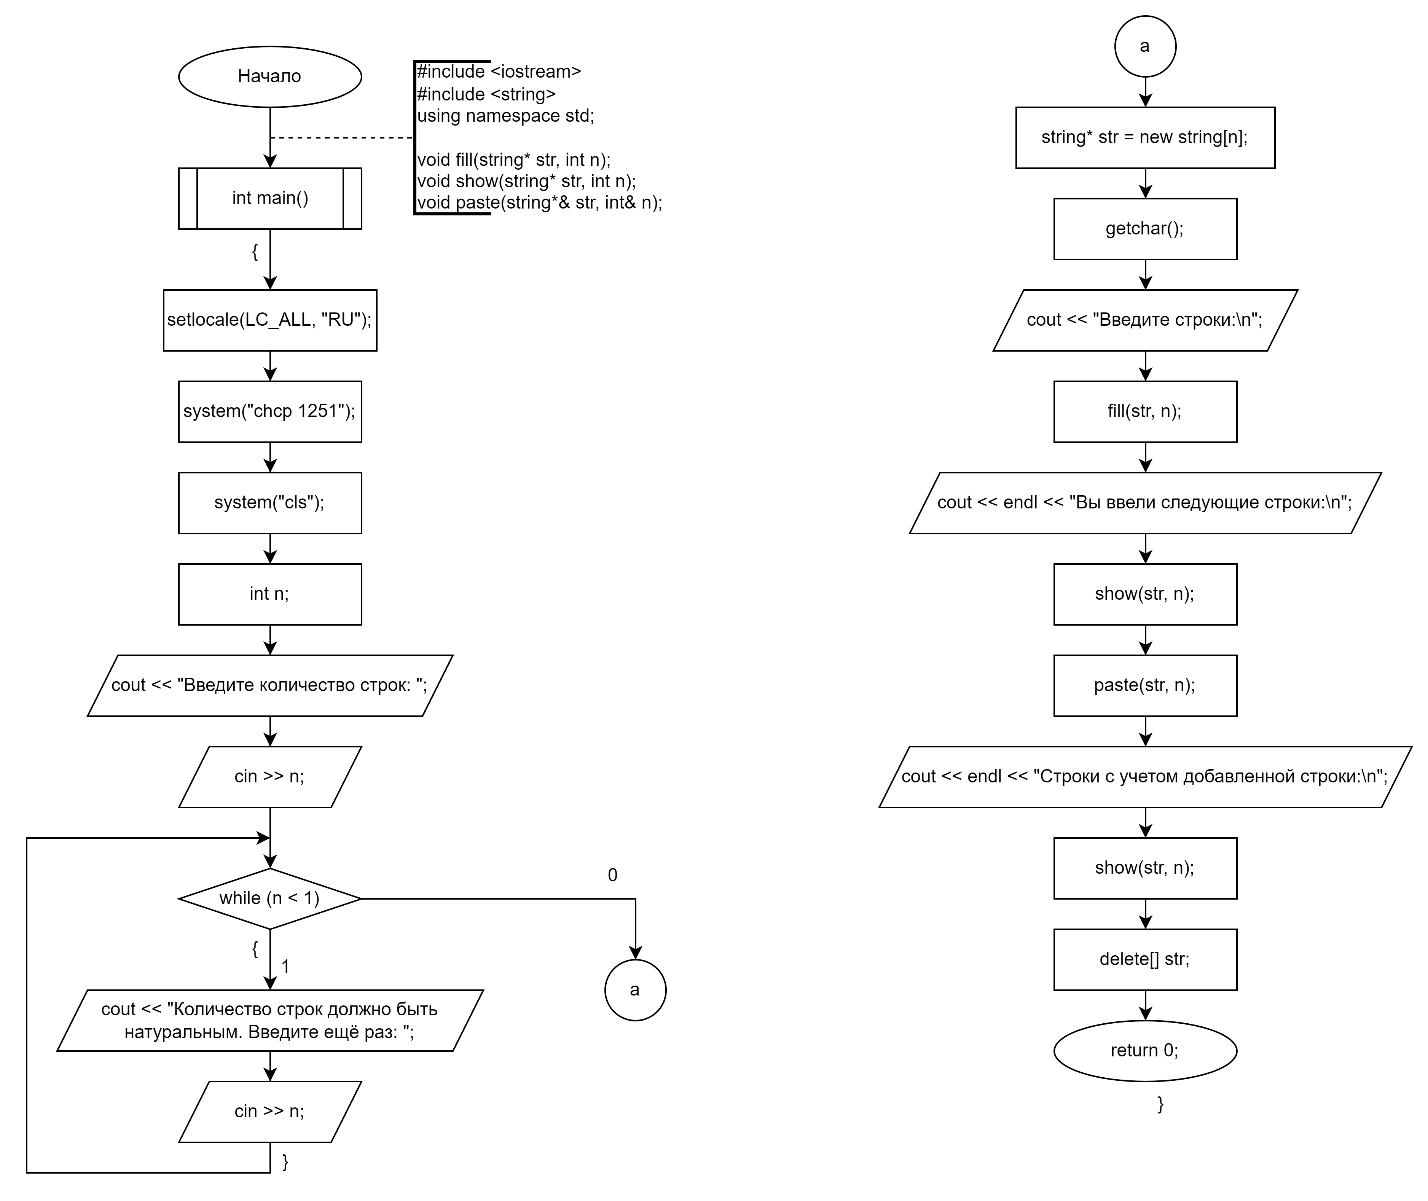 Начало
#include <iostream>
#include <string>
using namespace std;
void fill(string* str, int n);
void show(string* str, int n);
void paste(string*& str, int& n);
int main()
{
setlocale(LC_ALL, "RU");
system("chcp 1251");
system("cls");
int n;
cout << "Введите количество строк: ";
cin >> n;
while (n < 1)
0
{
1
a
cout << "Количество строк должно быть
натуральным. Введите ещё раз: ";
cin >> n;
}
a
string* str = new string[n];
getchar();
cout << "Введите строки:\n";
fill(str, n);
cout << endl << "Вы ввели следующие строки:\n";
show(str, n);
paste(str, n);
cout << endl << "Строки с учетом добавленной строки:\n";
show(str, n);
delete[] str;
return 0;
}